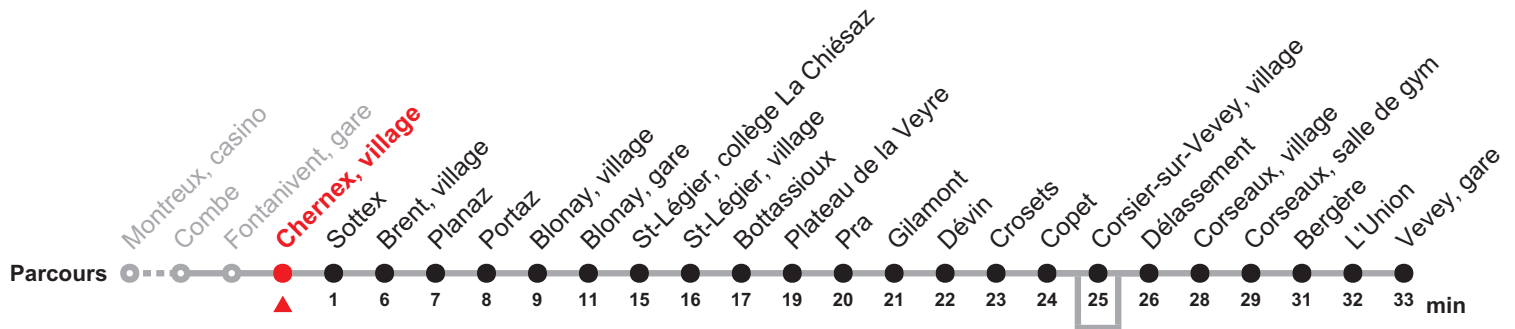 Montreux, casino
Combe
Fontanivent, gare
Chernex, village
Sottex
Brent, village
Planaz
Portaz
Blonay, village
Blonay, gare
St-Légier, collège La Chiésaz
St-Légier, village
Bottassioux
Plateau de la Veyre
Pra
Gilamont
Dévin
Crosets
Copet
Corsier-sur-Vevey, village
Délassement
Corseaux, village
Corseaux, salle de gym
Bergère
L'Union
Vevey, gare
Parcours
1 6 7 8 9 11 15 16 17 19 20 21 22 23 24 25 26 28 29 31 32 33 min